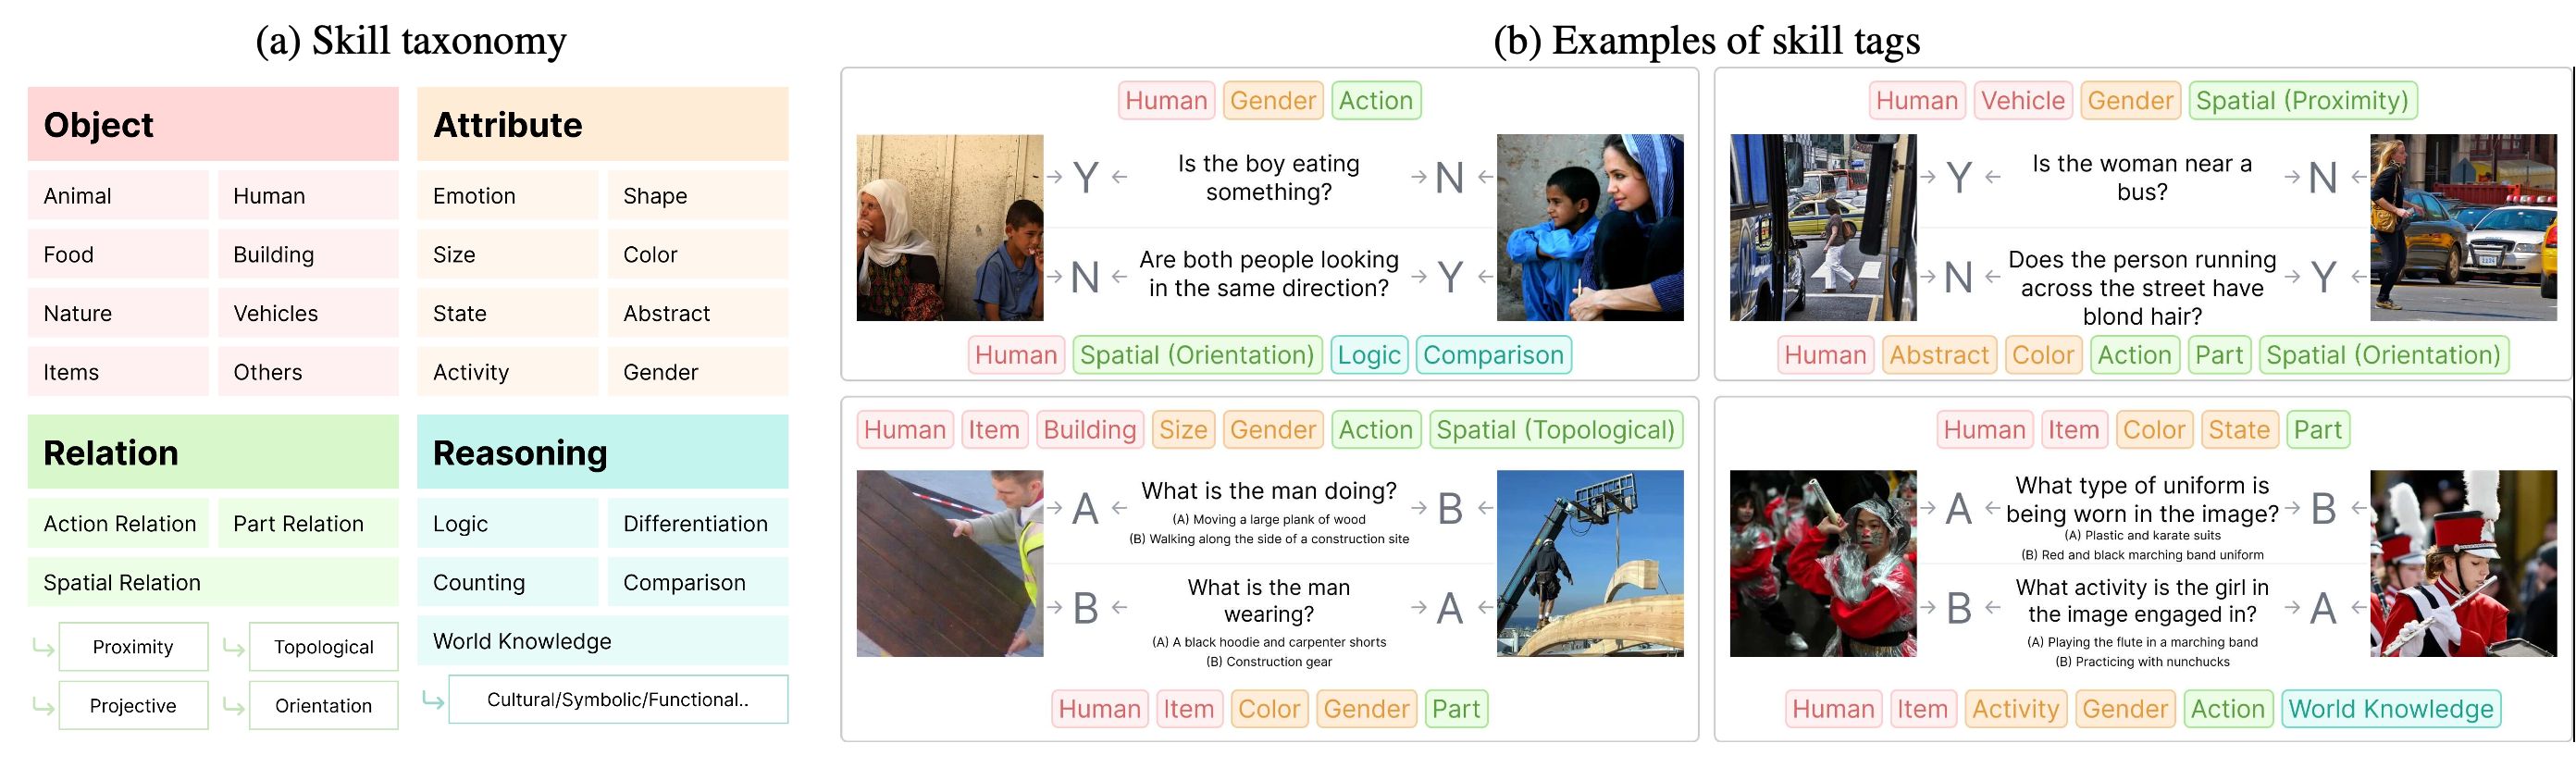 (a) Skill taxonomy
Object
Animal
Human
Food
Building
Nature
Vehicles
Items
Others
Attribute
Emotion
Shape
Size
Color
State
Abstract
Activity
Gender
Relation
Action Relation
Part Relation
Spatial Relation
Proximity
Topological
Projective
Orientation
Reasoning
Logic
Differentiation
Counting
Comparison
World Knowledge
Cultural/Symbolic/Functional..
(b) Examples of skill tags
Human Gender Action
Y
Is the boy eating
something?
N
N
Are both people looking
in the same direction?
Y
Human Spatial (Orientation) Logic Comparison
Human Vehicle Gender Spatial (Proximity)
Y
Is the woman near a
bus?
N
N
Does the person running
across the street have
blond hair?
Y
Human Abstract Color Action Part Spatial (Orientation)
Human Item Building Size Gender Action Spatial (Topological)
A
What is the man doing?
(A) Moving a large plank of wood
(B) Walking along the side of a construction site
B
B
What is the man
wearing?
(A) A black hoodie and carpenter shorts
(B) Construction gear
A
Human Item Color Gender Part
Human Item Color State Part
A
What type of uniform is
being worn in the image?
(A) Plastic and karate suits
(B) Red and black marching band uniform
B
B
What activity is the girl in
the image engaged in?
(A) Playing the flute in a marching band
(B) Practicing with nunchucks
A
Human Item Activity Gender Action World Knowledge